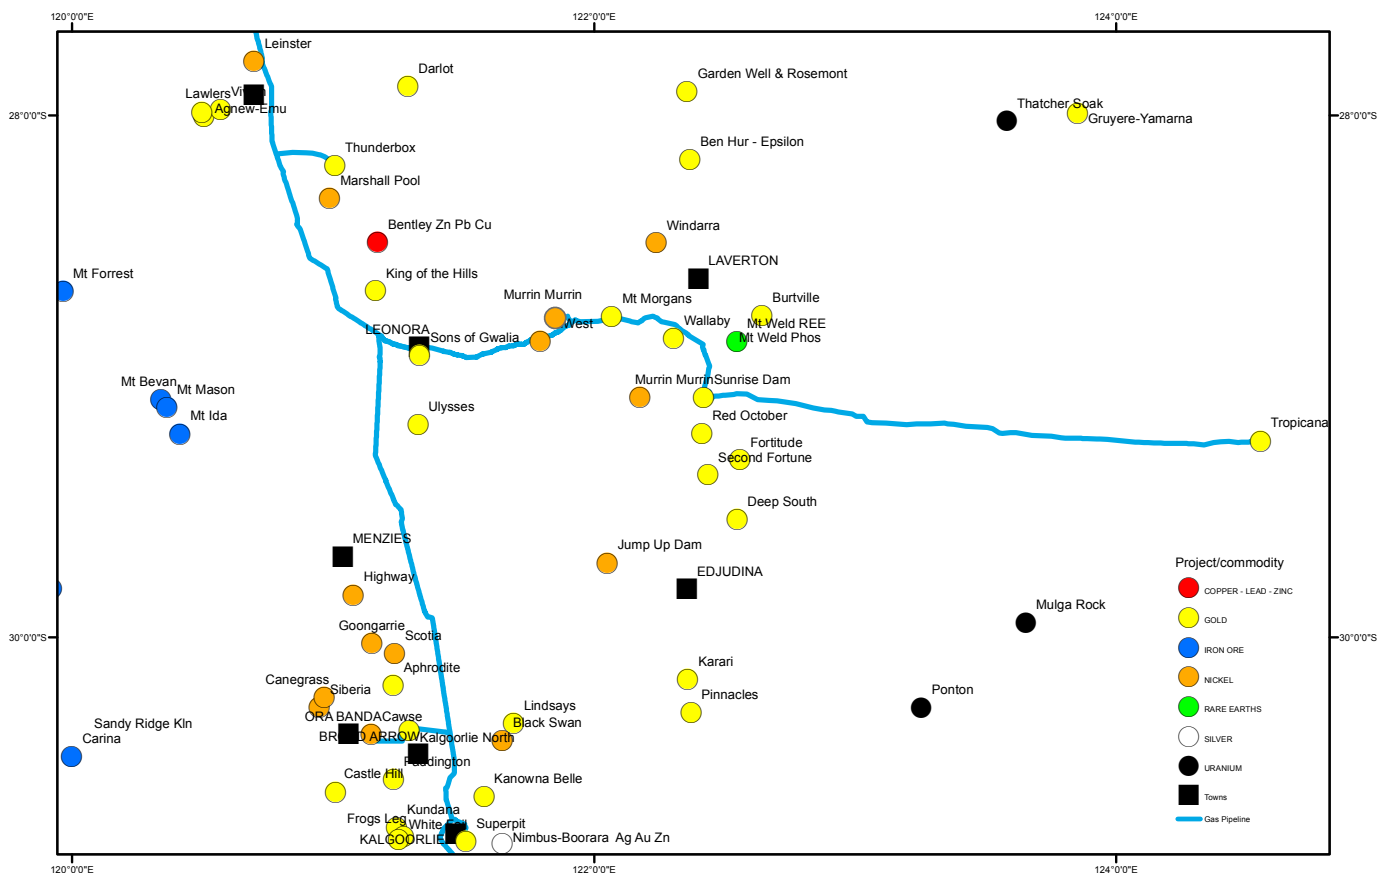 120°0'0"E
122°0'0"E
124°0'0"E
Leinster
Darlot
Garden Well & Rosemont
Lawlers
Agnew-Emu
Thatcher Soak
Gruyere-Yamarna
28°0'0"S
28°0'0"S
Thunderbox
Ben Hur - Epsilon
Marshall Pool
Bentley Zn Pb Cu
Windarra
LAVERTON
Mt Forrest
King of the Hills
Murrin Murrin
Mt Morgans
Burtville
West
Wallaby
Mt Weld REE
LEONORA
Sons of Gwalia
Mt Weld Phos
Mt Bevan
Mt Mason
Murrin Murrin
Sunrise Dam
Mt Ida
Ulysses
Red October
Tropicana
Fortitude
Second Fortune
Deep South
MENZIES
Jump Up Dam
Highway
EDJUDINA
Mulga Rock
Goongarrie
Scotia
30°0'0"S
30°0'0"S
Aphrodite
Karari
Canegrass
Siberia
Pinnacles
Ponton
Lindsays
ORA BANDA
Cawse
Black Swan
Sandy Ridge Kln
BROAD ARROW
Kalgoorlie North
Carina
Paddington
Castle Hill
Kanowna Belle
Kundana
Frogs Leg
White Foil
Superpit
KALGOORLIE
Nimbus-Boorara Ag Au Zn
Project/commodity
COPPER - LEAD - ZINC
GOLD
IRON ORE
NICKEL
RARE EARTHS
SILVER
URANIUM
Towns
Gas Pipeline
120°0'0"E
122°0'0"E
124°0'0"E